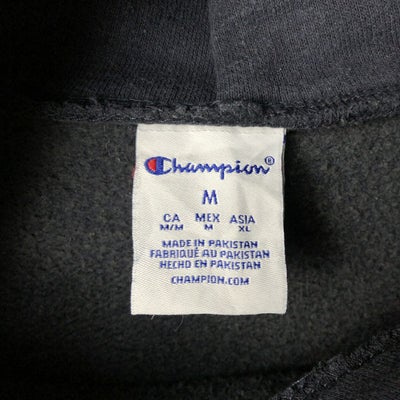 Champion®
M
CA MEX ASIA
M/M M XL
MADE IN PAKISTAN
FABRIQUÉ AU PAKISTAN
HECHO EN PAKISTAN
CHAMPION.COM